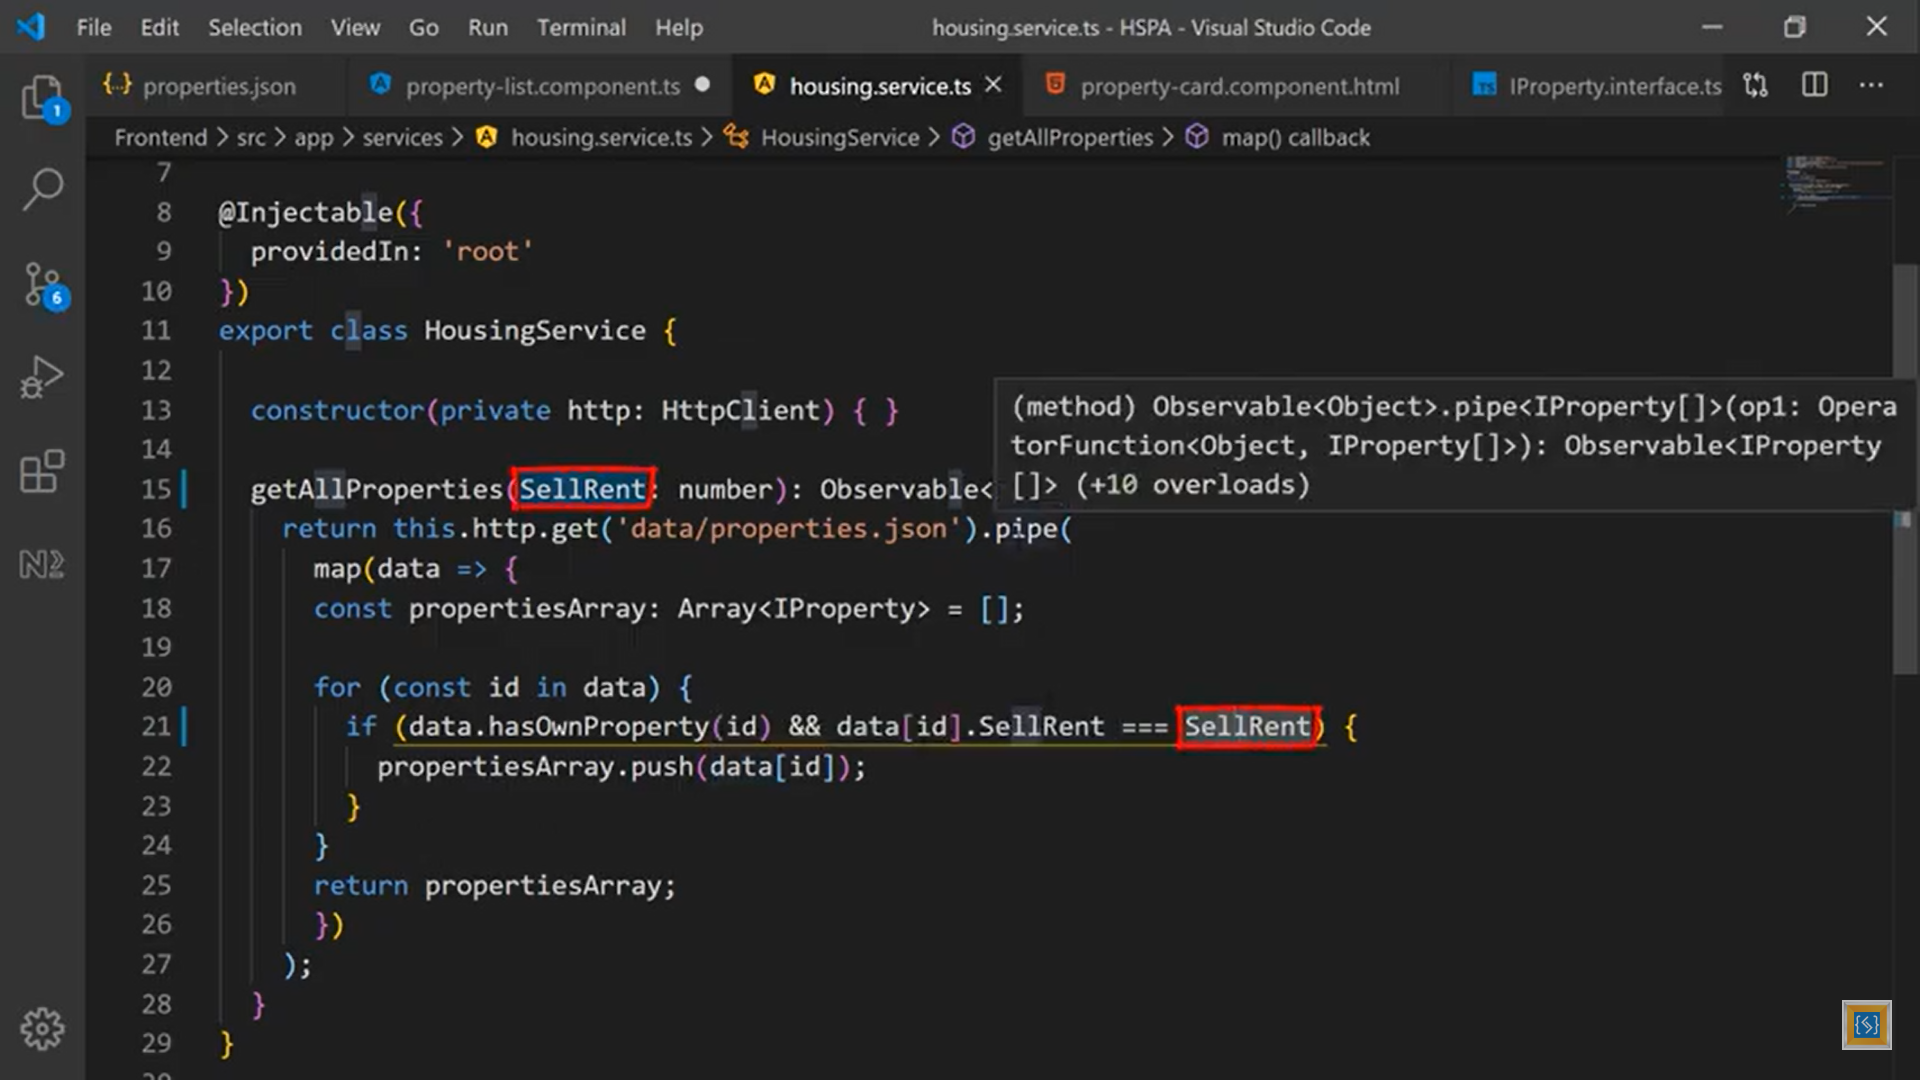 File Edit Selection View Go Run Terminal Help housing.service.ts - HSPA - Visual Studio Code
properties.json property-list.component.ts housing.service.ts property-card.component.html IProperty.interface.ts
Frontend > src > app > services > housing.service.ts > HousingService > getAllProperties > map() callback
7
8 @Injectable({
9 providedIn: 'root'
10 })
11 export class HousingService {
12
13 constructor(private http: HttpClient) { }
14
(method) Observable<Object>.pipe<IProperty[]>(op1: Opera
torFunction<Object, IProperty[]>): Observable<IProperty
[]> (+10 overloads)
15 getAllProperties(SellRent: number): Observable<
16 return this.http.get('data/properties.json').pipe(
17 map(data => {
18 const propertiesArray: Array<IProperty> = [];
19
20 for (const id in data) {
21 if (data.hasOwnProperty(id) && data[id].SellRent === SellRent) {
22 propertiesArray.push(data[id]);
23 }
24 }
25 return propertiesArray;
26 })
27 );
28 }
29 }
1
6